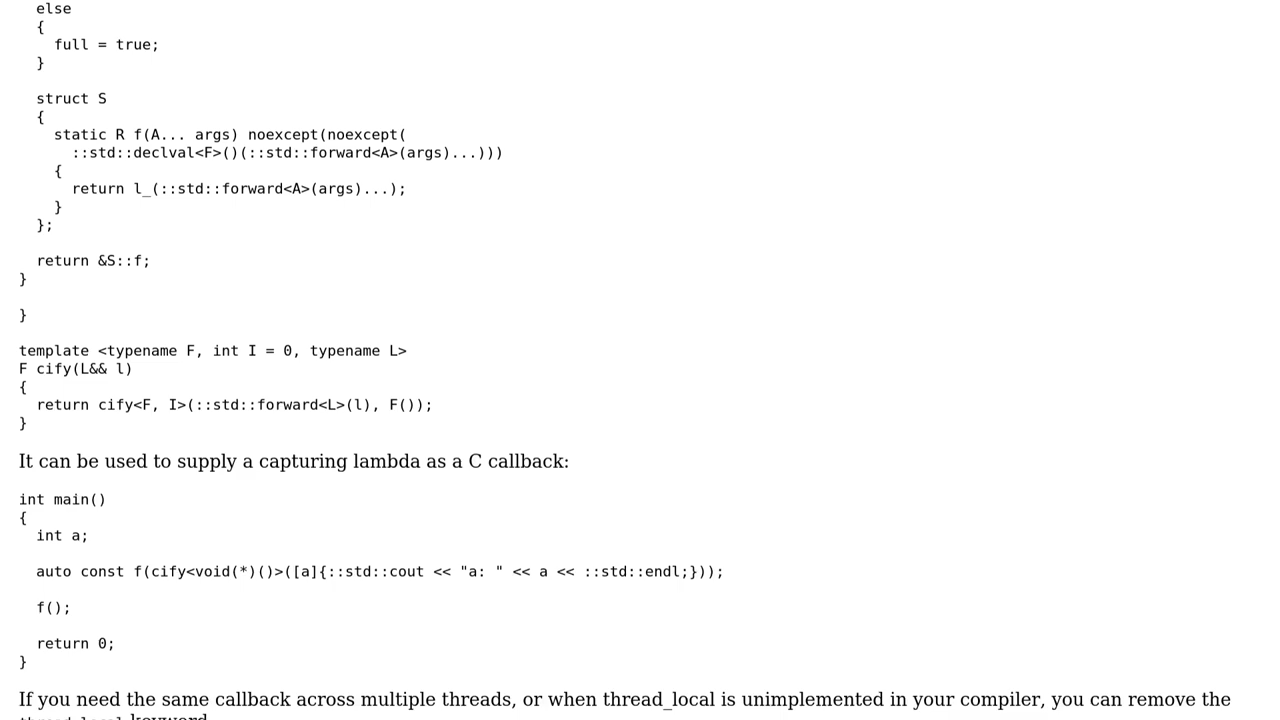 else
{
full = true;
}
struct S
{
static R f(A... args) noexcept(noexcept(
::std::declval<F>()(::std::forward<A>(args)...)))
{
return l_(::std::forward<A>(args)...);
}
};
return &S::f;
}
}
template <typename F, int I = 0, typename L>
F cify(L&& l)
{
return cify<F, I>(::std::forward<L>(l), F());
}
It can be used to supply a capturing lambda as a C callback:
int main()
{
int a;
auto const f(cify<void(*)()>([a]{::std::cout << "a: " << a << ::std::endl;}));
f();
return 0;
}
If you need the same callback across multiple threads, or when thread_local is unimplemented in your compiler, you can remove the
thread_local keyword